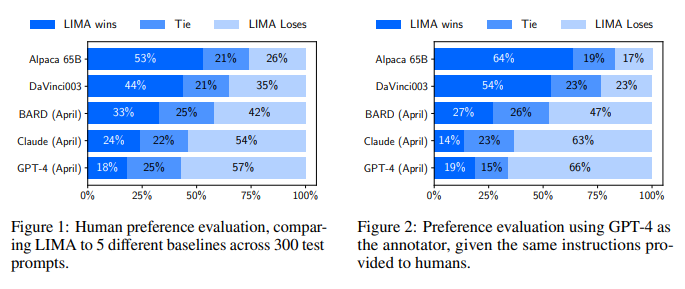 LIMA wins Tie LIMA Loses
Alpaca 65B 53% 21% 26%
DaVinci003 44% 21% 35%
BARD (April) 33% 25% 42%
Claude (April) 24% 22% 54%
GPT-4 (April) 18% 25% 57%
0% 25% 50% 75% 100%
Figure 1: Human preference evaluation, compar-
ing LIMA to 5 different baselines across 300 test
prompts.
LIMA wins Tie LIMA Loses
Alpaca 65B 64% 19% 17%
DaVinci003 54% 23% 23%
BARD (April) 27% 26% 47%
Claude (April) 14% 23% 63%
GPT-4 (April) 19% 15% 66%
0% 25% 50% 75% 100%
Figure 2: Preference evaluation using GPT-4 as
the annotator, given the same instructions pro-
vided to humans.